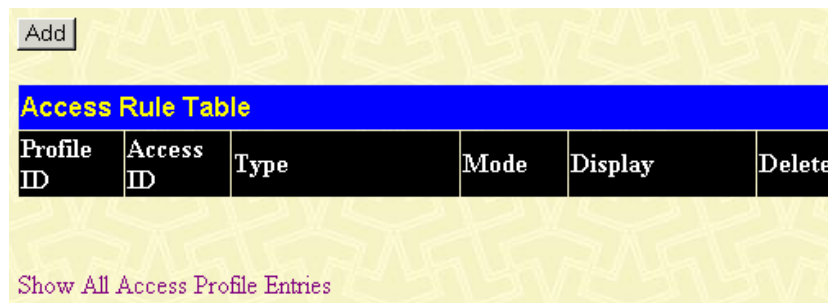 Add
Access Rule Table
Profile ID Access ID Type Mode Display Delete
Show All Access Profile Entries